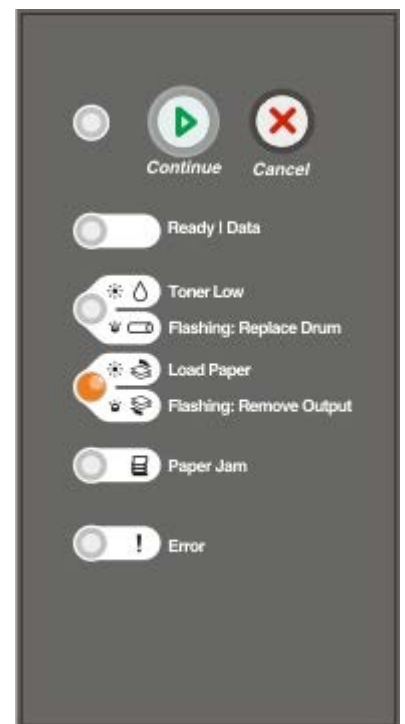 Continue Cancel
Ready | Data
Toner Low
Flashing: Replace Drum
Load Paper
Flashing: Remove Output
Paper Jam
! Error